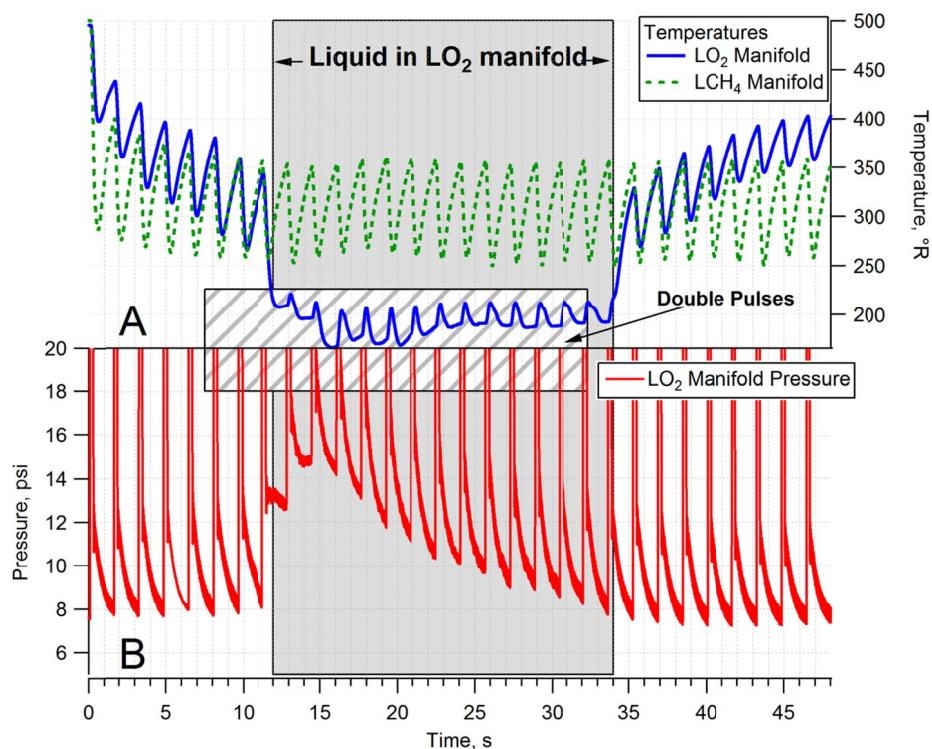 Liquid in LO₂ manifold
Temperatures
LO₂ Manifold
LCH₄ Manifold
500
450
400
350
300
250
200
Temperature, °R
A
Double Pulses
LO₂ Manifold Pressure
20
18
16
14
12
10
8
6
Pressure, psi
B
0 5 10 15 20 25 30 35 40 45
Time, s